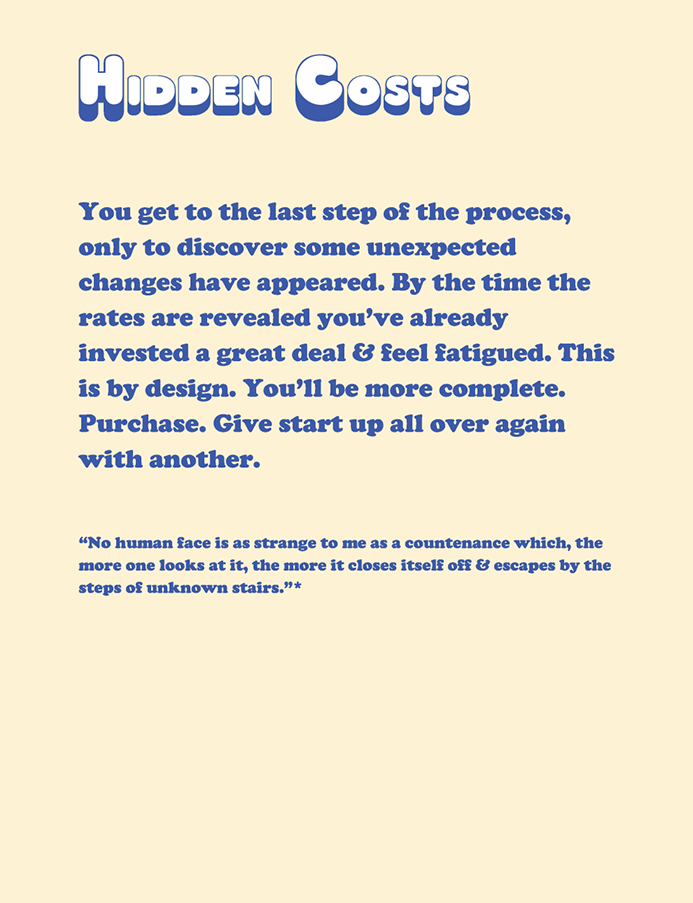 Hidden Costs
You get to the last step of the process,
only to discover some unexpected
changes have appeared. By the time the
rates are revealed you’ve already
invested a great deal & feel fatigued. This
is by design. You’ll be more complete.
Purchase. Give start up all over again
with another.
“No human face is as strange to me as a countenance which, the
more one looks at it, the more it closes itself off & escapes by the
steps of unknown stairs.”*